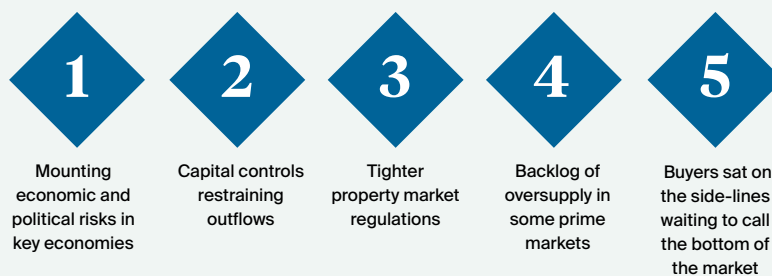 1
Mounting
economic and
political risks in
key economies
2
Capital controls
restraining
outflows
3
Tighter
property market
regulations
4
Backlog of
oversupply in
some prime
markets
5
Buyers sat on
the side-lines
waiting to call
the bottom of
the market